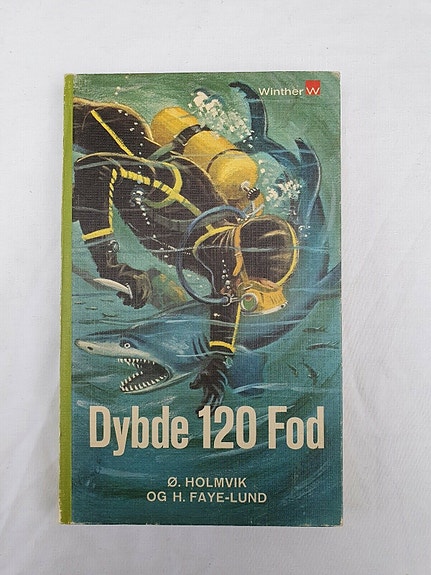 Winther W
Dybde 120 Fod
Ø. HOLMVIK
OG H. FAYE-LUND